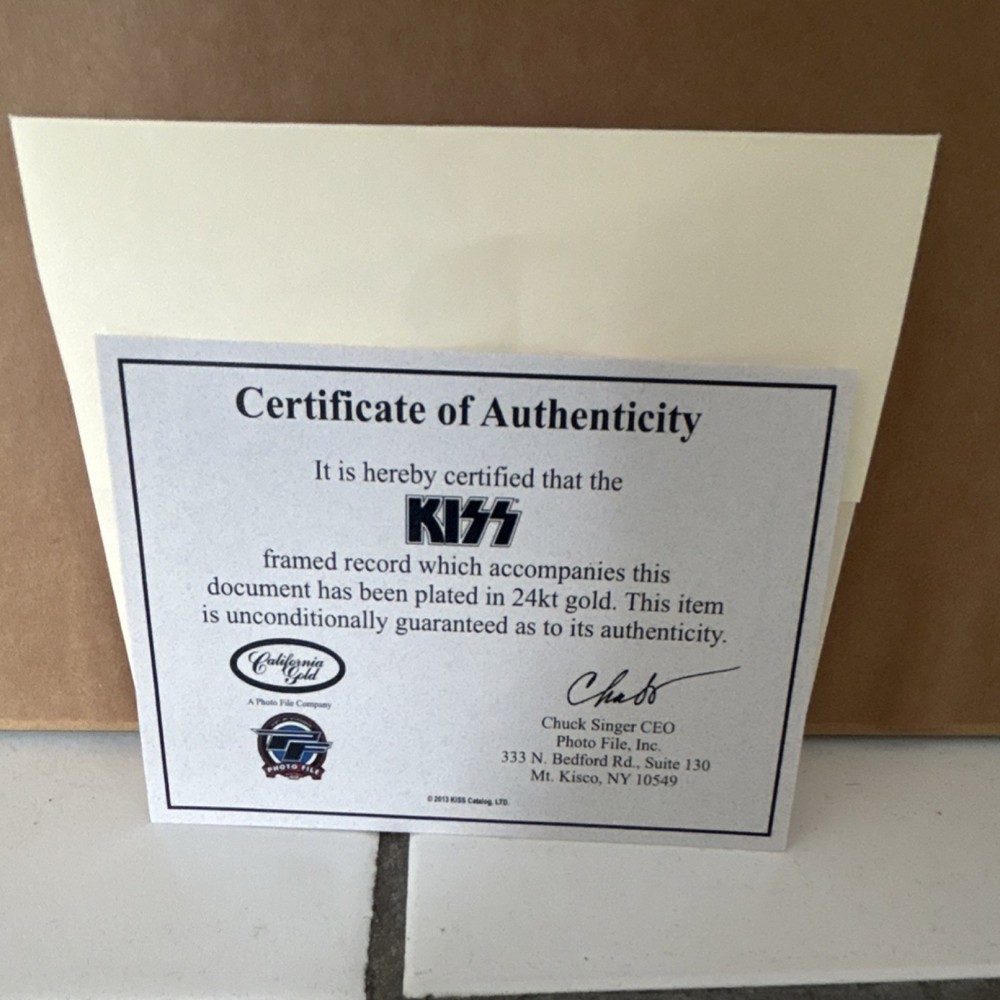 Certificate of Authenticity
It is hereby certified that the
KISS
framed record which accompanies this
document has been plated in 24kt gold. This item
is unconditionally guaranteed as to its authenticity.
California
Gold
A Photo File Company
PHOTO FILE
Chuck Singer CEO
Photo File, Inc.
333 N. Bedford Rd., Suite 130
Mt. Kisco, NY 10549
© 2013 KISS Catalog, LTD.